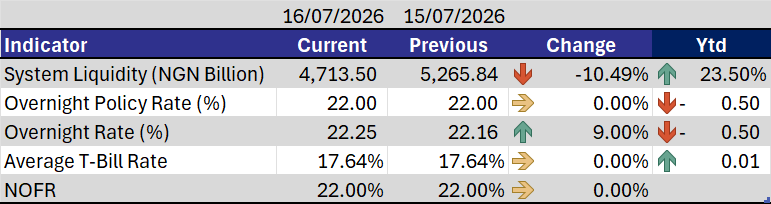 16/07/2026 15/07/2026
Indicator Current Previous Change Ytd
System Liquidity (NGN Billion) 4,713.50 5,265.84 -10.49% 23.50%
Overnight Policy Rate (%) 22.00 22.00 0.00% - 0.50
Overnight Rate (%) 22.25 22.16 9.00% - 0.50
Average T-Bill Rate 17.64% 17.64% 0.00% 0.01
NOFR 22.00% 22.00% 0.00%